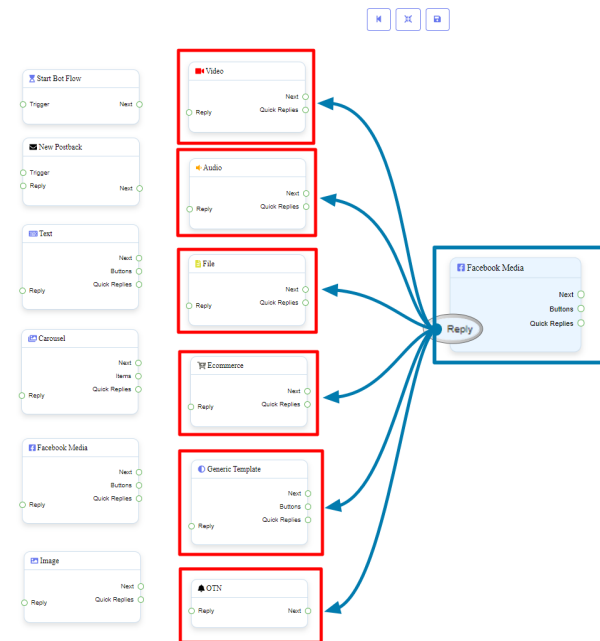 Start Bot Flow
Trigger Next
New Postback
Trigger
Reply Next
Text
Next
Buttons
Quick Replies
Reply
Carousel
Next
Items
Quick Replies
Reply
Facebook Media
Next
Buttons
Quick Replies
Reply
Image
Next
Quick Replies
Reply
Video
Next
Quick Replies
Reply
Audio
Next
Quick Replies
Reply
File
Next
Quick Replies
Reply
Ecommerce
Next
Quick Replies
Reply
Generic Template
Next
Buttons
Quick Replies
Reply
OTN
Reply Next
Facebook Media
Next
Buttons
Quick Replies
Reply